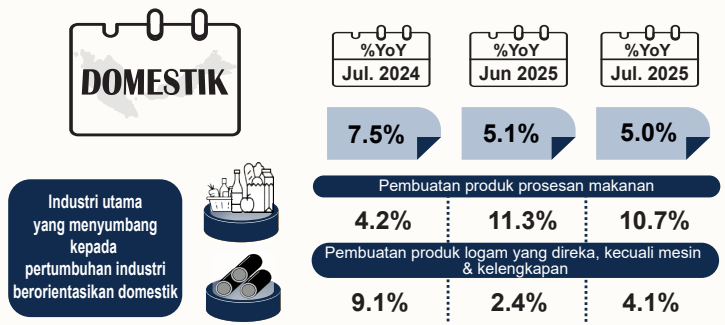 DOMESTIK
%YoY
Jul. 2024
%YoY
Jun 2025
%YoY
Jul. 2025
7.5%
5.1%
5.0%
Industri utama
yang menyumbang
kepada
pertumbuhan industri
berorientasikan domestik
Pembuatan produk prosesan makanan
4.2%
11.3%
10.7%
Pembuatan produk logam yang direka, kecuali mesin
& kelengkapan
9.1%
2.4%
4.1%